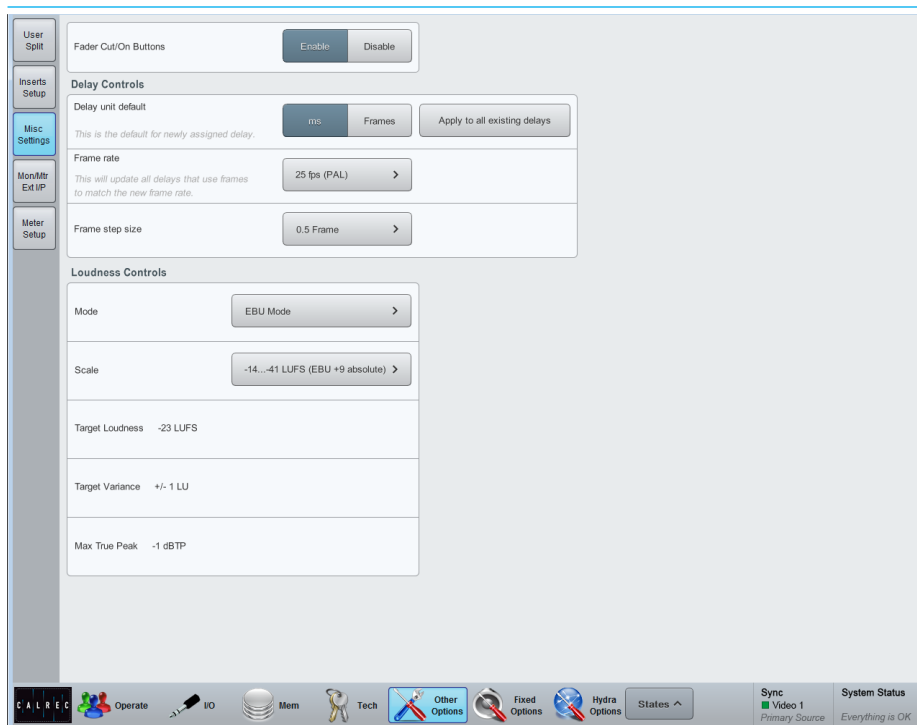 User
Split
Inserts
Setup
Misc
Settings
Mon/Mtr
Ext I/P
Meter
Setup
Fader Cut/On Buttons
Enable
Disable
Delay Controls
Delay unit default
This is the default for newly assigned delay.
ms
Frames
Apply to all existing delays
Frame rate
This will update all delays that use frames
to match the new frame rate.
25 fps (PAL)
Frame step size
0.5 Frame
Loudness Controls
Mode
EBU Mode
Scale
-14...-41 LUFS (EBU +9 absolute)
Target Loudness -23 LUFS
Target Variance +/- 1 LU
Max True Peak -1 dBTP
CALREC
Operate
I/O
Mem
Tech
Other
Options
Fixed
Options
Hydra
Options
States
Sync
Video 1
Primary Source
System Status
Everything is OK